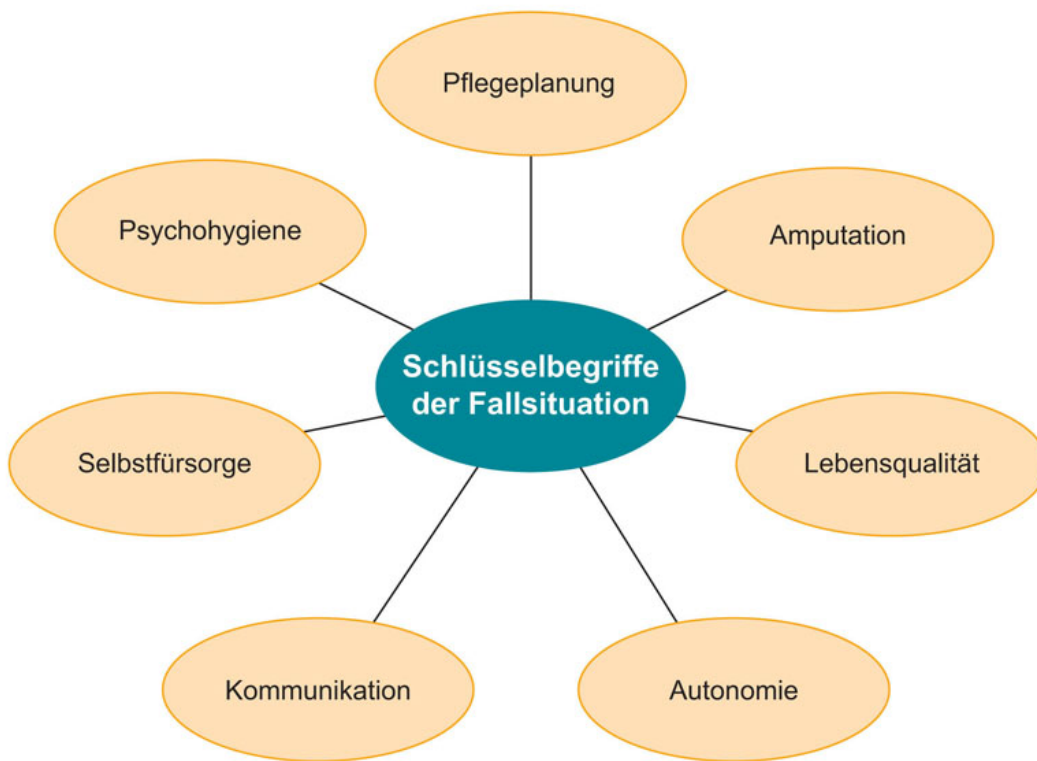 Pflegeplanung
Psychohygiene
Amputation
Schlüsselbegriffe
der Fallsituation
Selbstfürsorge
Lebensqualität
Kommunikation
Autonomie